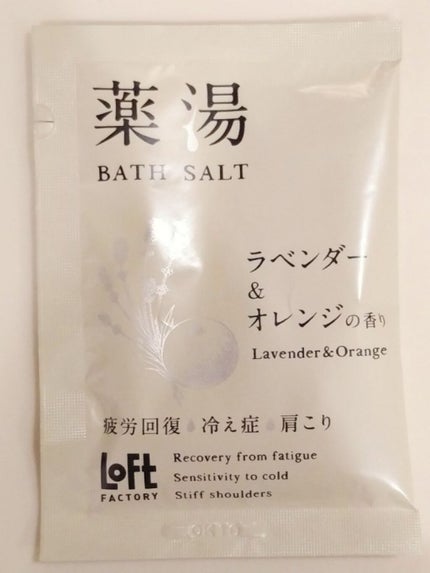 薬湯
BATH SALT
ラベンダー
&
オレンジの香り
Lavender&Orange
疲労回復 冷え症 肩こり
LOFT
FACTORY
Recovery from fatigue
Sensitivity to cold
Stiff shoulders